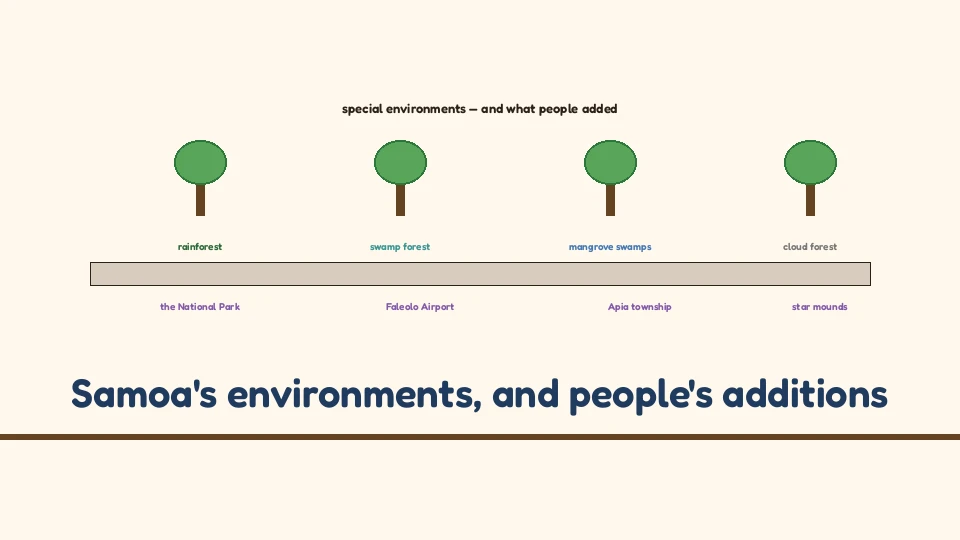 special environments — and what people added
rainforest swamp forest mangrove swamps cloud forest
the National Park Faleolo Airport Apia township star mounds
Samoa's environments, and people's additions